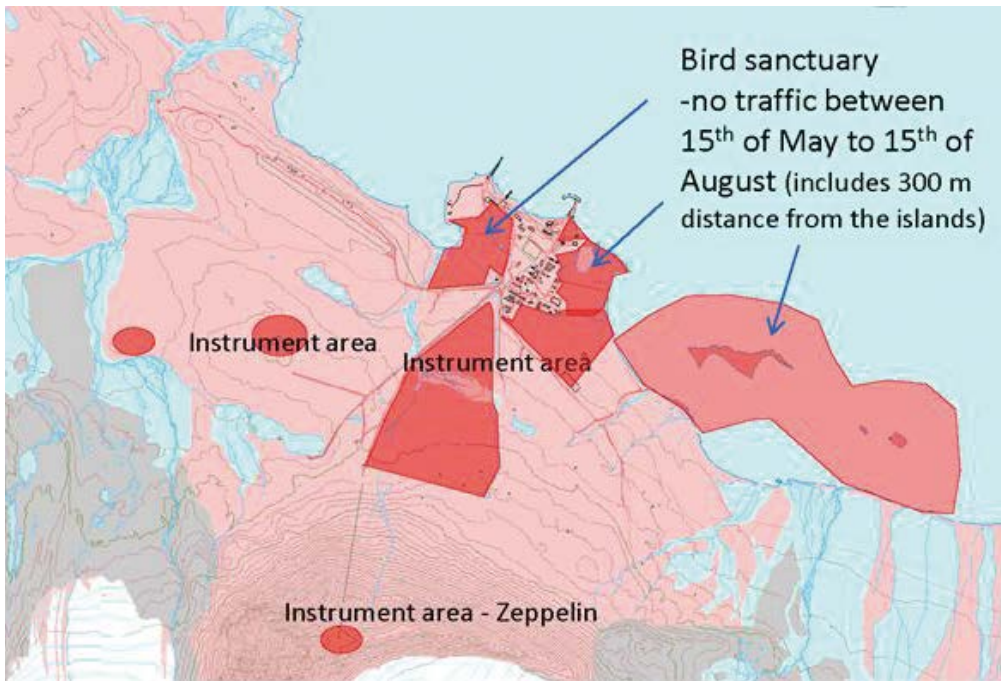 Bird sanctuary
-no traffic between
15th of May to 15th of
August (includes 300 m
distance from the islands)
Instrument area
Instrument area
Instrument area - Zeppelin